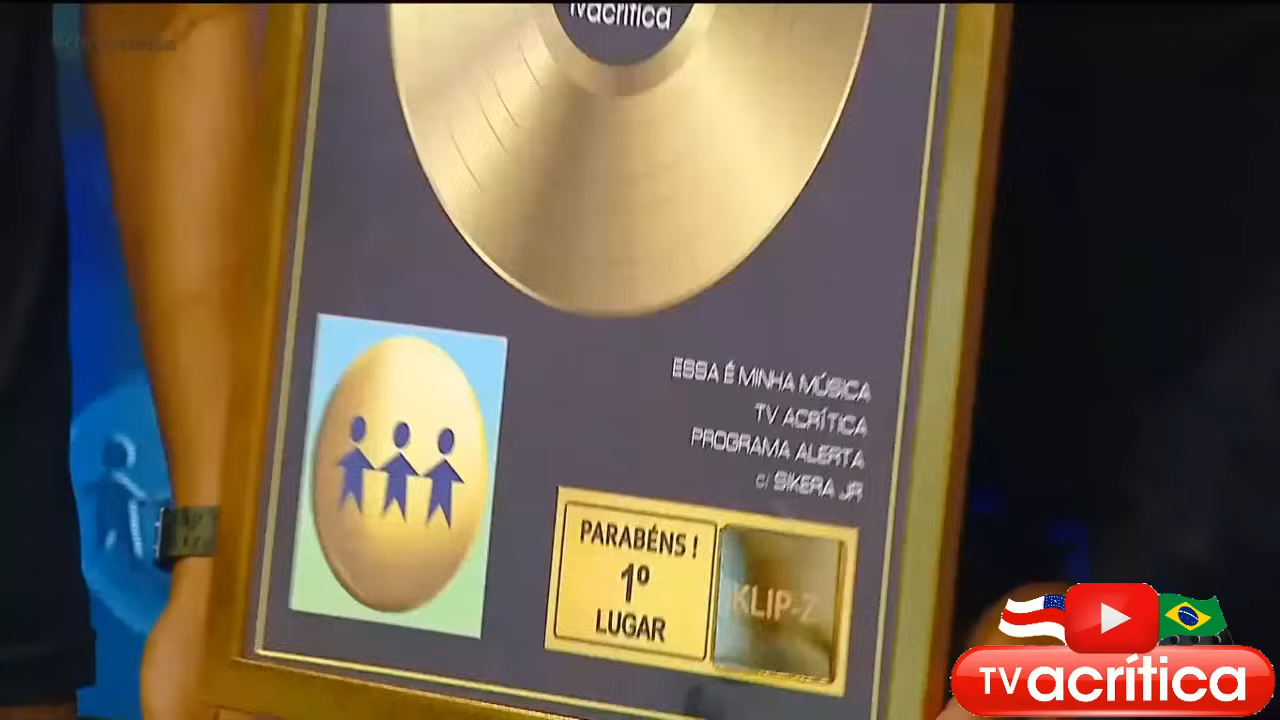 tvacrítica
ESSA É MINHA MÚSICA
TV ACRÍTICA
PROGRAMA ALERTA
c/ SIKERA JR
PARABÉNS !
1º
LUGAR
KLIP-Z
TV acrítica